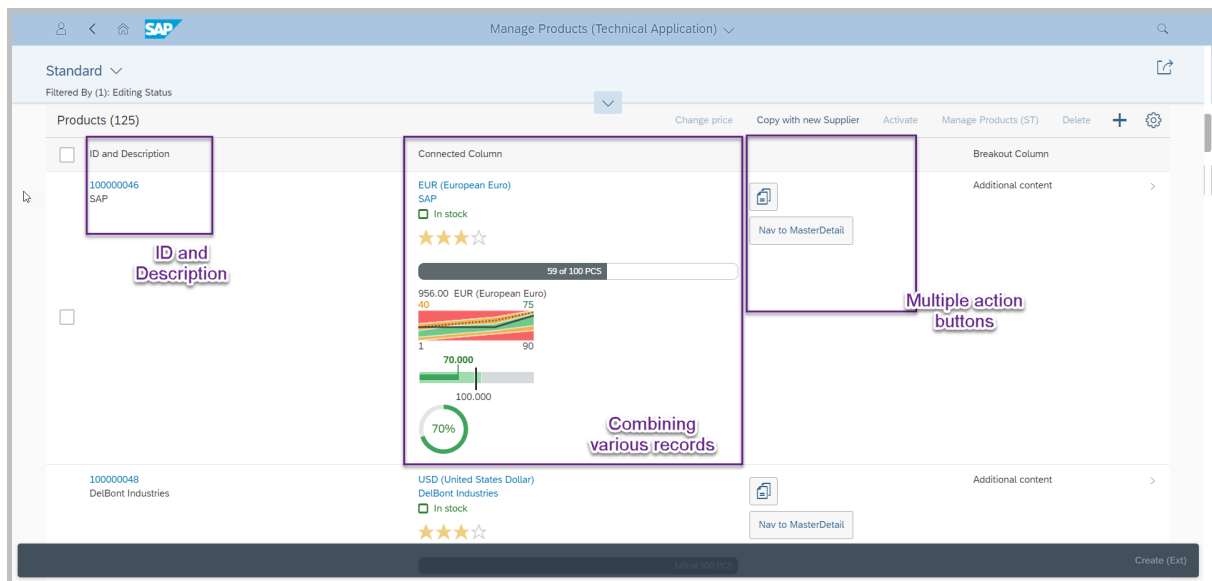 SAP
Manage Products (Technical Application)
Standard
Filtered By (1): Editing Status
Products (125)
Change price
Copy with new Supplier
Activate
Manage Products (ST)
Delete
ID and Description
Connected Column
Breakout Column
100000046
SAP
ID and
Description
EUR (European Euro)
SAP
In stock
59 of 100 PCS
956.00 EUR (European Euro)
40 75
1 90
70.000
100.000
70%
Combining
various records
Nav to MasterDetail
Multiple action
buttons
Additional content
100000048
DelBont Industries
USD (United States Dollar)
DelBont Industries
In stock
Nav to MasterDetail
Additional content
145 of 100 PCS
Create (Ext)